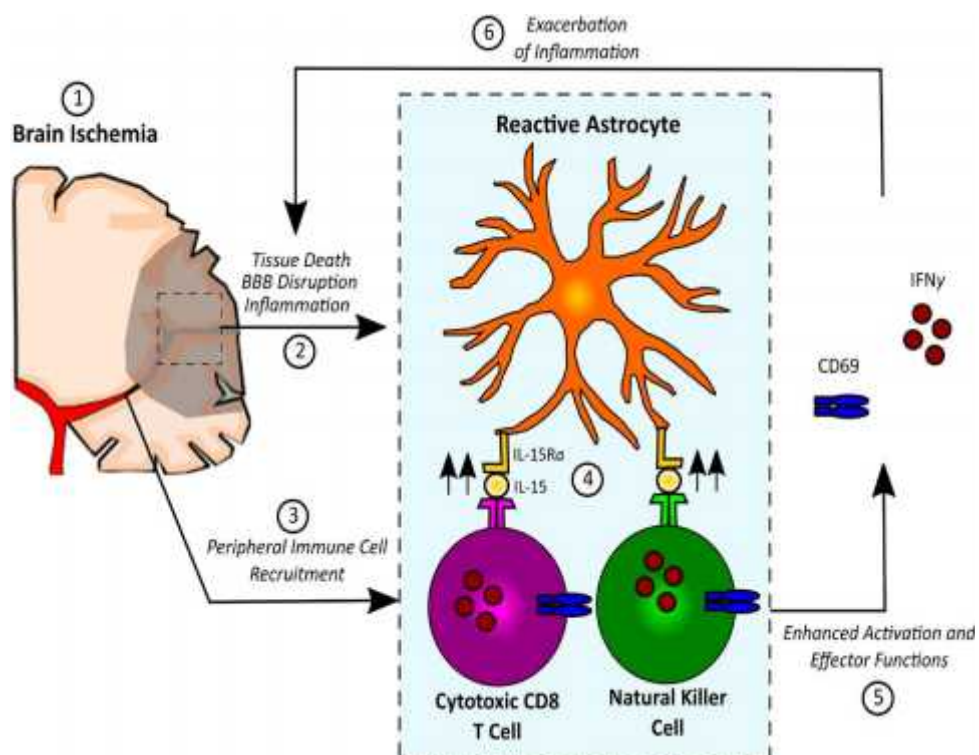 6
Exacerbation
of Inflammation
1
Brain Ischemia
Reactive Astrocyte
Tissue Death
BBB Disruption
Inflammation
2
IFNγ
CD69
IL-15Rα
IL-15
4
3
Peripheral Immune Cell
Recruitment
Cytotoxic CD8
T Cell
Natural Killer
Cell
Enhanced Activation and
Effector Functions
5